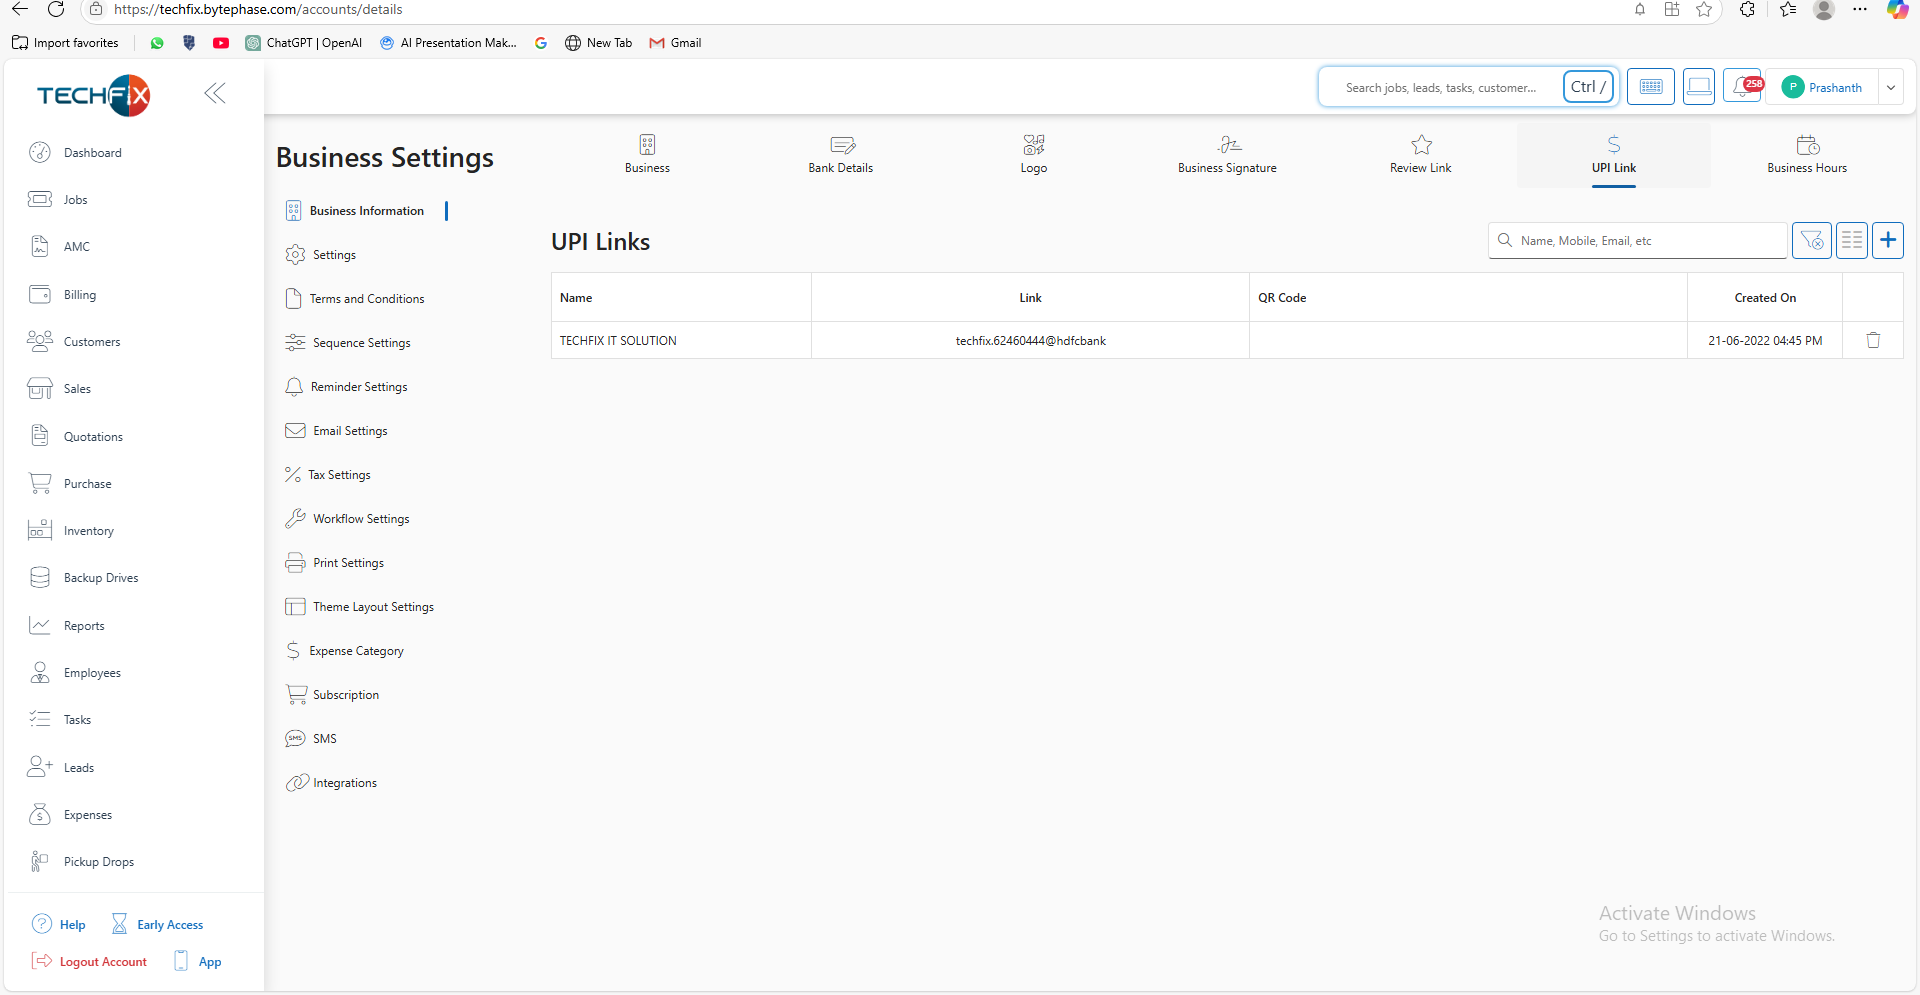 https://techfix.bytephase.com/accounts/details
Import favorites
ChatGPT | OpenAI
AI Presentation Mak...
New Tab
Gmail
TECHFIX
Search jobs, leads, tasks, customer...
Ctrl /
258
P
Prashanth
Dashboard
Jobs
AMC
Billing
Customers
Sales
Quotations
Purchase
Inventory
Backup Drives
Reports
Employees
Tasks
Leads
Expenses
Pickup Drops
Help
Early Access
Logout Account
App
Business Settings
Business Information
Settings
Terms and Conditions
Sequence Settings
Reminder Settings
Email Settings
Tax Settings
Workflow Settings
Print Settings
Theme Layout Settings
Expense Category
Subscription
SMS
SMS
Integrations
Business
Bank Details
Logo
Business Signature
Review Link
UPI Link
Business Hours
UPI Links
Name, Mobile, Email, etc
Name
Link
QR Code
Created On
TECHFIX IT SOLUTION
techfix.62460444@hdfcbank
21-06-2022 04:45 PM
Activate Windows
Go to Settings to activate Windows.